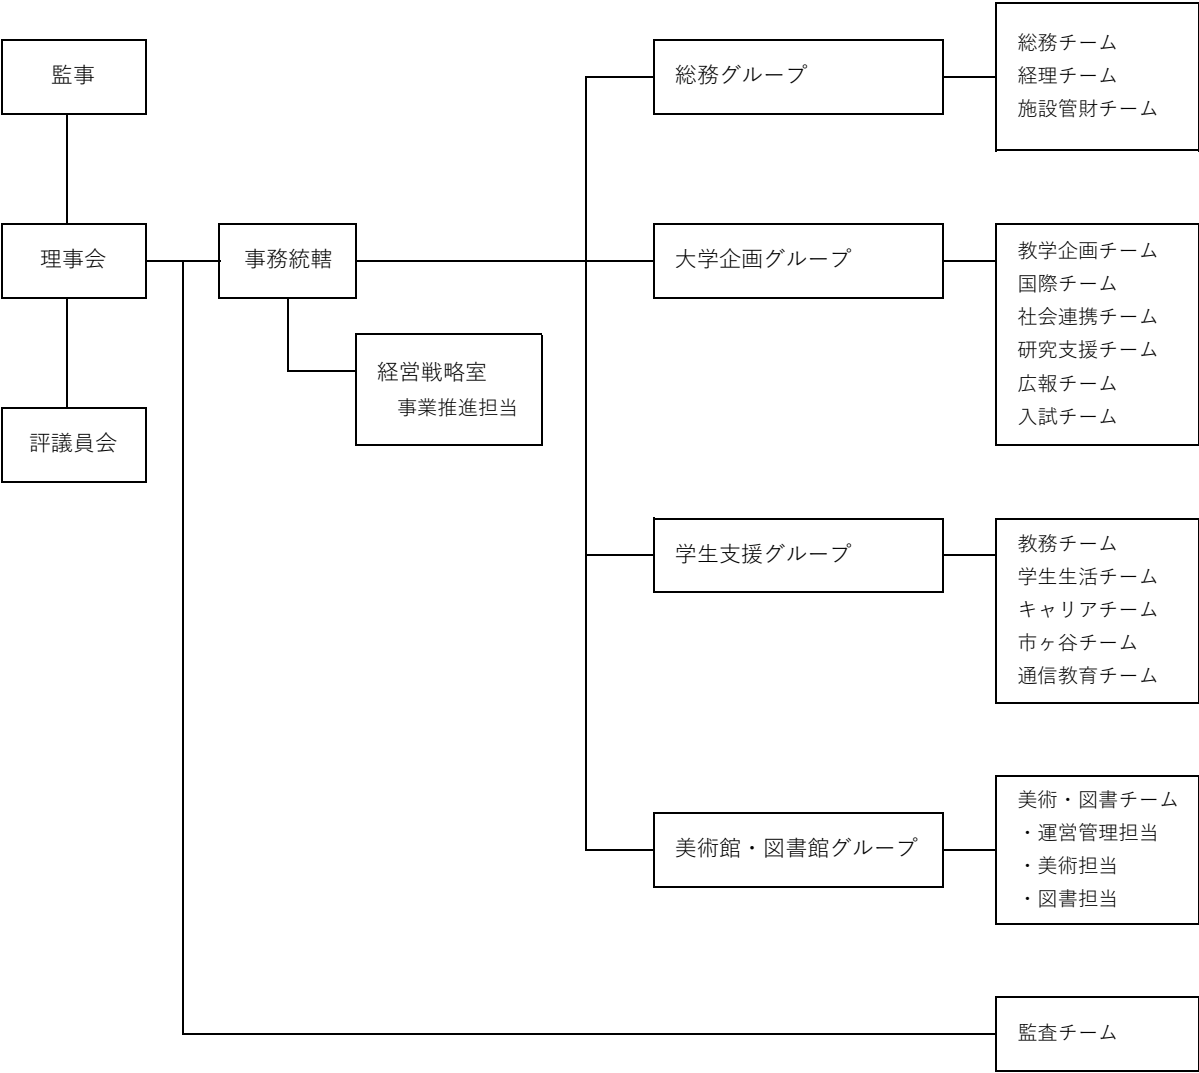 監事
理事会
評議員会
事務統轄
経営戦略室
事業推進担当
総務グループ
総務チーム
経理チーム
施設管財チーム
大学企画グループ
教学企画チーム
国際チーム
社会連携チーム
研究支援チーム
広報チーム
入試チーム
学生支援グループ
教務チーム
学生生活チーム
キャリアチーム
市ヶ谷チーム
通信教育チーム
美術館・図書館グループ
美術・図書チーム
・運営管理担当
・美術担当
・図書担当
監査チーム